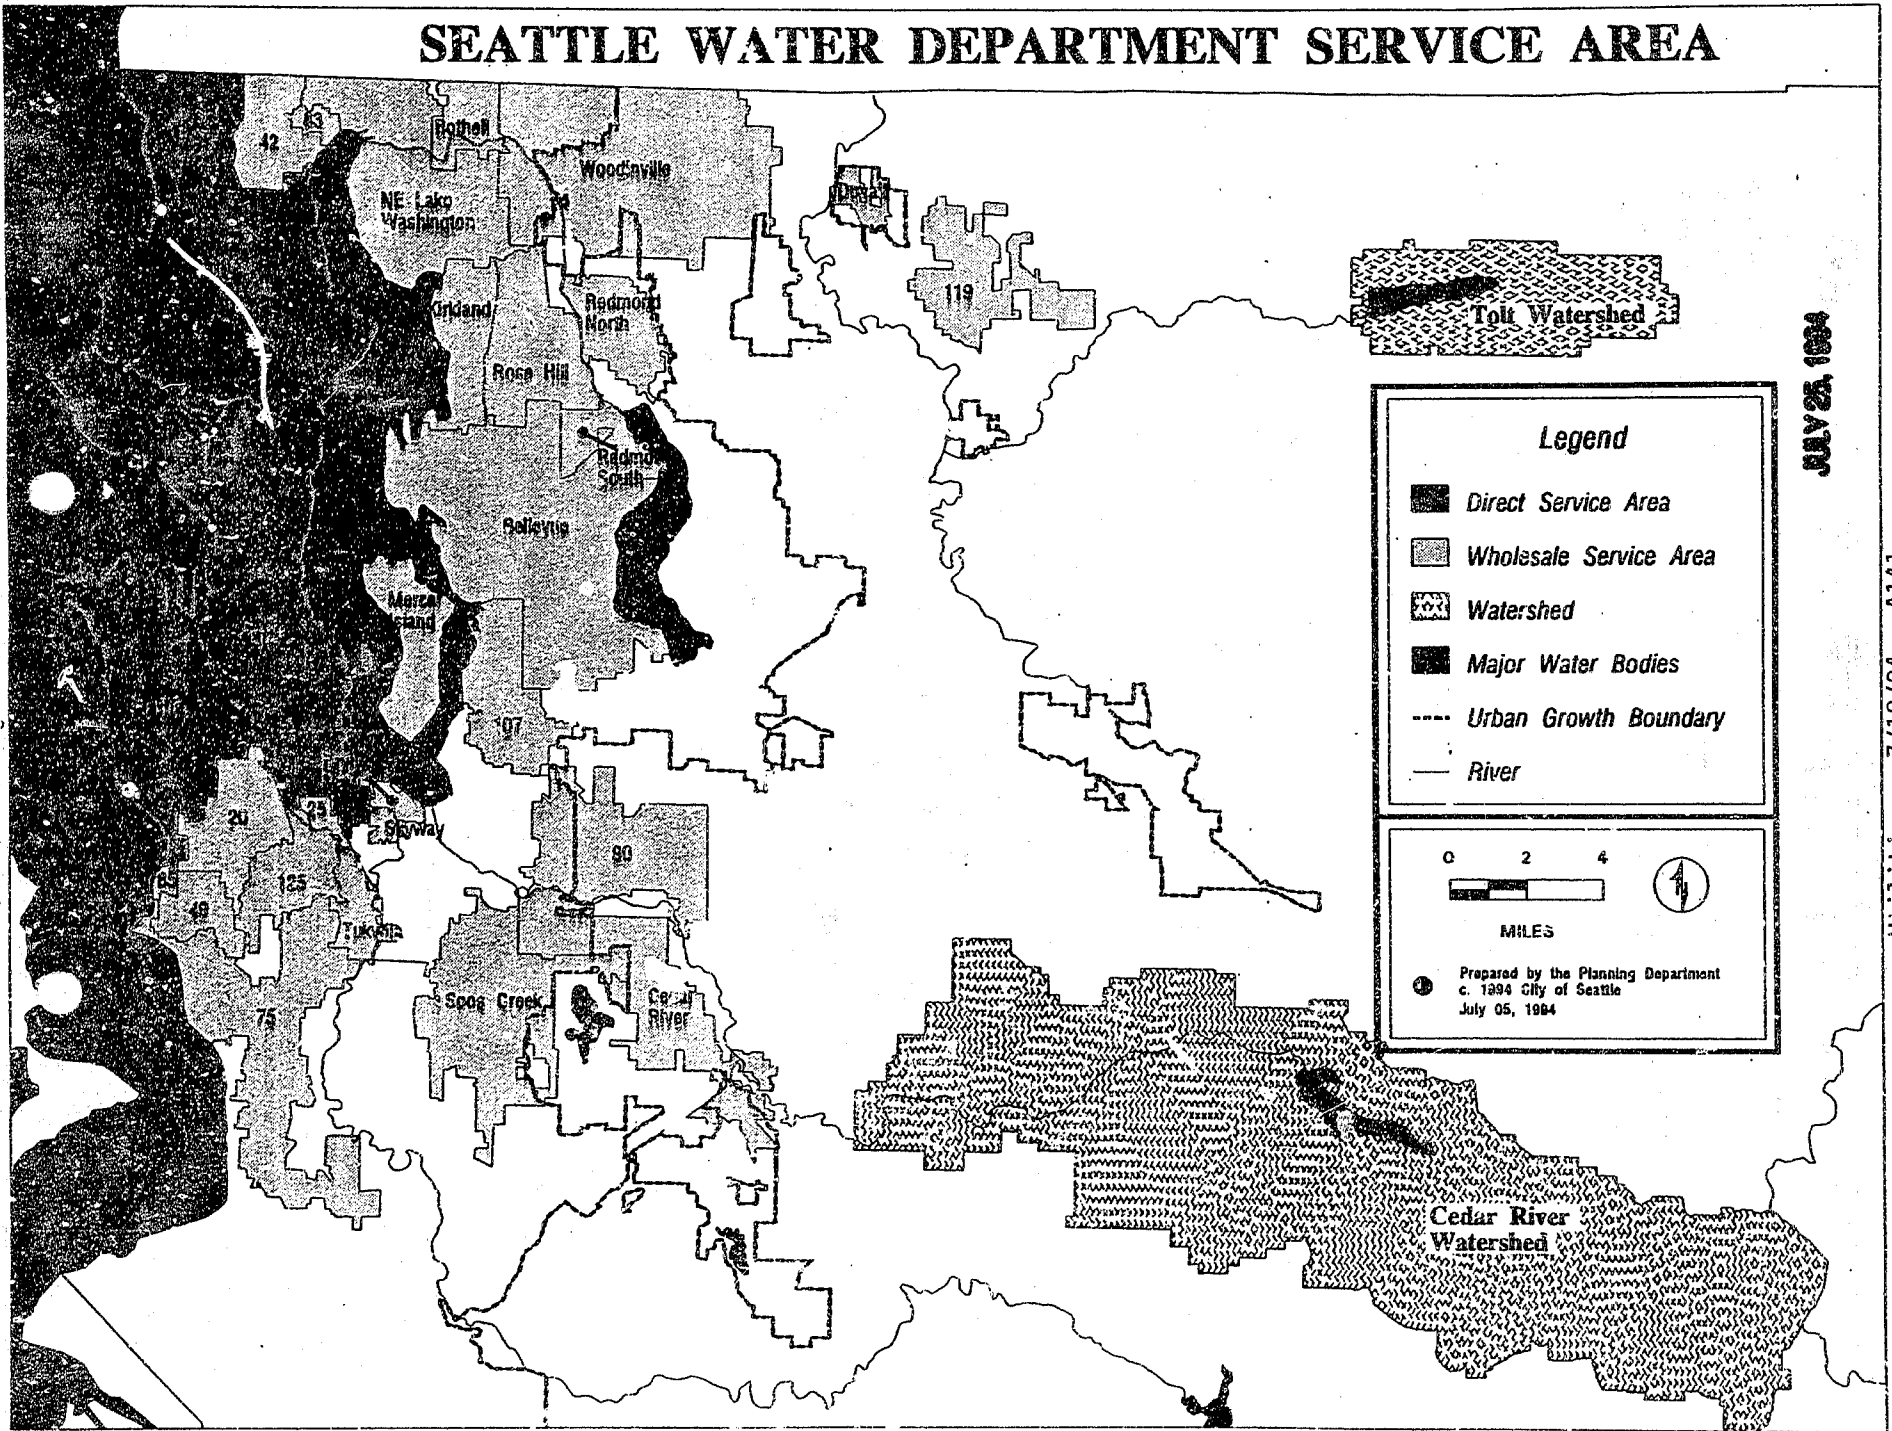 SEATTLE WATER DEPARTMENT SERVICE AREA
42
83
Bothell
Woodinville
NE Lake
Washington
Duvall
119
Kirkland
Redmond
North
Rose Hill
Tolt Watershed
JULY 25, 1994
Redmond
South
Bellevue
Mercer
Island
107
Legend
Direct Service Area
Wholesale Service Area
Watershed
Major Water Bodies
Urban Growth Boundary
River
20
25
Skyway
90
85
125
49
Tukwila
75
Soos Creek
Cedar
River
0 2 4
N
MILES
Prepared by the Planning Department
c. 1994 City of Seattle
July 05, 1994
Cedar River
Watershed